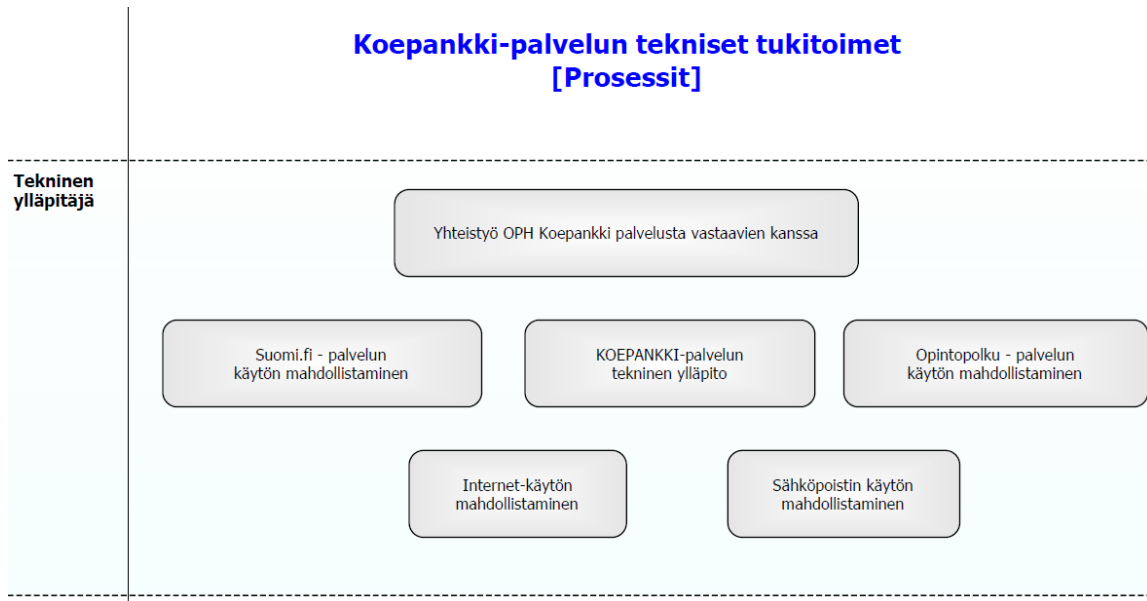 Koepankki-palvelun tekniset tukitoimet
[Prosessit]
Tekninen
ylläpitäjä
Yhteistyö OPH Koepankki palvelusta vastaavien kanssa
Suomi.fi - palvelun
käytön mahdollistaminen
KOEPANKKI-palvelun
tekninen ylläpito
Opintopolku - palvelun
käytön mahdollistaminen
Internet-käytön
mahdollistaminen
Sähköpoistin käytön
mahdollistaminen